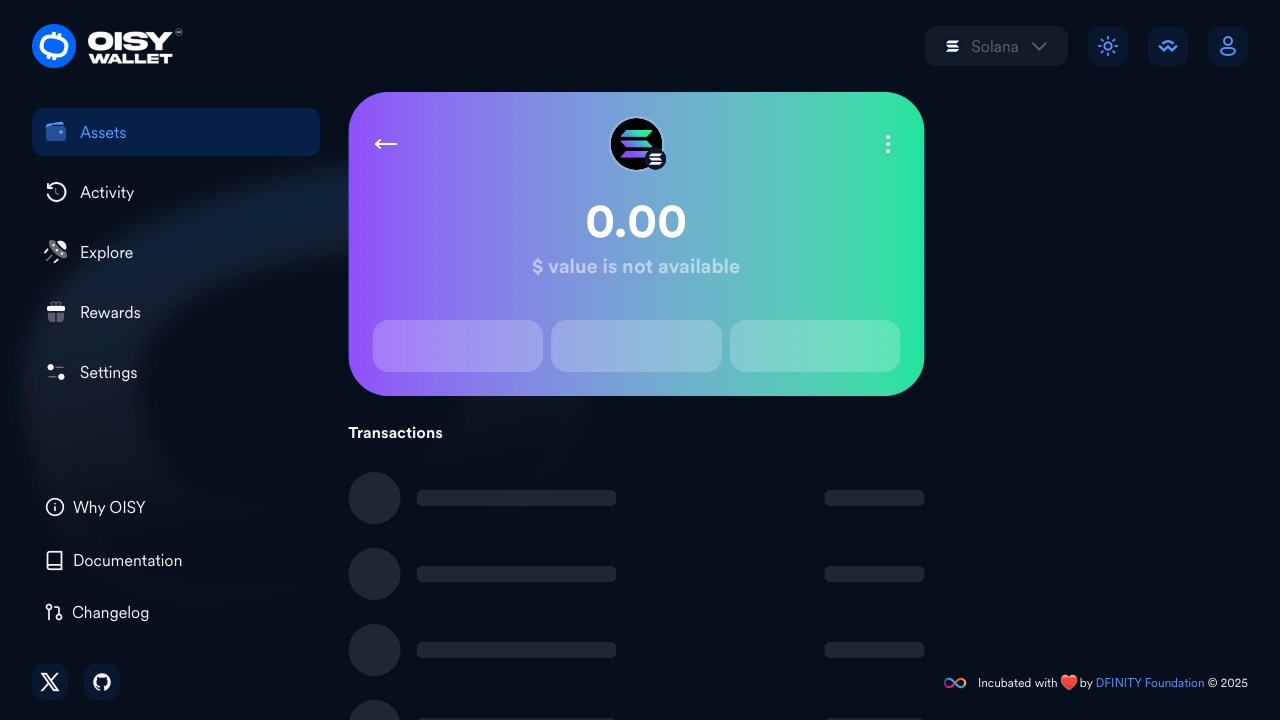 OISY
WALLET
Solana
Assets
Activity
Explore
Rewards
Settings
Why OISY
Documentation
Changelog
0.00
$ value is not available
Transactions
Incubated with ❤️ by DFINITY Foundation © 2025